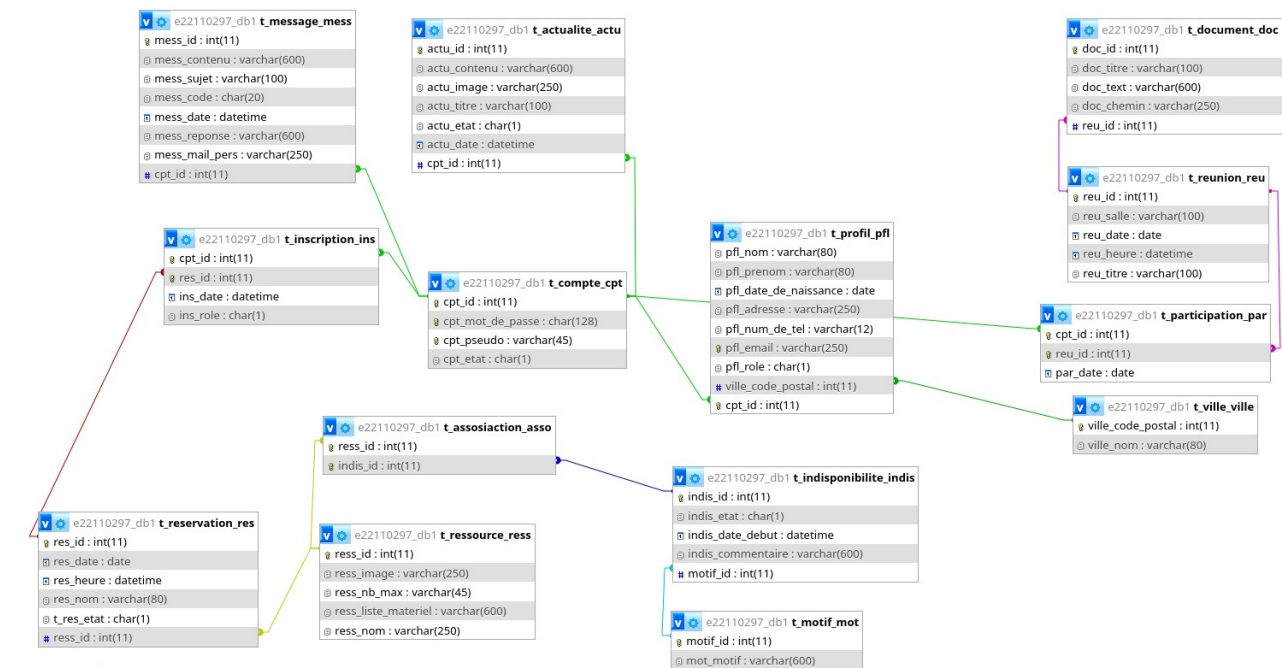 e22110297_db1 t_message_mess
mess_id : int(11)
mess_contenu : varchar(600)
mess_sujet : varchar(100)
mess_code : char(20)
mess_date : datetime
mess_reponse : varchar(600)
mess_mail_pers : varchar(250)
cpt_id : int(11)
e22110297_db1 t_actualite_actu
actu_id : int(11)
actu_contenu : varchar(600)
actu_image : varchar(250)
actu_titre : varchar(100)
actu_etat : char(1)
actu_date : datetime
cpt_id : int(11)
e22110297_db1 t_document_doc
doc_id : int(11)
doc_titre : varchar(100)
doc_text : varchar(600)
doc_chemin : varchar(250)
reu_id : int(11)
e22110297_db1 t_reunion_reu
reu_id : int(11)
reu_salle : varchar(100)
reu_date : date
reu_heure : datetime
reu_titre : varchar(100)
e22110297_db1 t_inscription_ins
cpt_id : int(11)
res_id : int(11)
ins_date : datetime
ins_role : char(1)
e22110297_db1 t_compte_cpt
cpt_id : int(11)
cpt_mot_de_passe : char(128)
cpt_pseudo : varchar(45)
cpt_etat : char(1)
e22110297_db1 t_profil_pfl
pfl_nom : varchar(80)
pfl_prenom : varchar(80)
pfl_date_de_naissance : date
pfl_adresse : varchar(250)
pfl_num_de_tel : varchar(12)
pfl_email : varchar(250)
pfl_role : char(1)
ville_code_postal : int(11)
cpt_id : int(11)
e22110297_db1 t_participation_par
cpt_id : int(11)
reu_id : int(11)
par_date : date
e22110297_db1 t_ville_ville
ville_code_postal : int(11)
ville_nom : varchar(80)
e22110297_db1 t_assosiaction_asso
ress_id : int(11)
indis_id : int(11)
e22110297_db1 t_indisponibilite_indis
indis_id : int(11)
indis_etat : char(1)
indis_date_debut : datetime
indis_commentaire : varchar(600)
motif_id : int(11)
e22110297_db1 t_reservation_res
res_id : int(11)
res_date : date
res_heure : datetime
res_nom : varchar(80)
t_res_etat : char(1)
ress_id : int(11)
e22110297_db1 t_ressource_ress
ress_id : int(11)
ress_image : varchar(250)
ress_nb_max : varchar(45)
ress_liste_materiel : varchar(600)
ress_nom : varchar(250)
e22110297_db1 t_motif_mot
motif_id : int(11)
mot_motif : varchar(600)